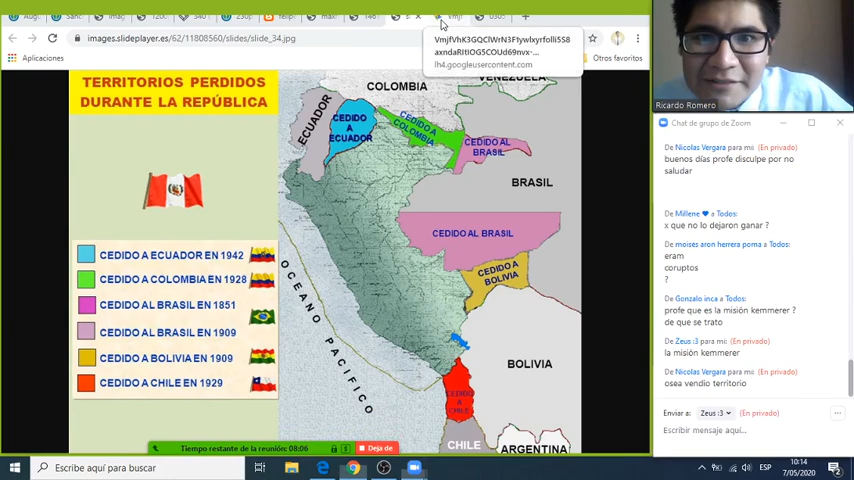 Augu
images.slideplayer.es/62/11808560/slides/slide_34.jpg
Aplicaciones
VmjfVhK3GQClWrN3FtywIxyrfolli5S8
axndaRItIOG5COUd69nvx-...
lh4.googleusercontent.com
Otros favoritos
Ricardo Romero
TERRITORIOS PERDIDOS
DURANTE LA REPÚBLICA
COLOMBIA
VENEZUELA
ECUADOR
CEDIDO
A
ECUADOR
CEDIDO A
COLOMBIA
CEDIDO AL
BRASIL
BRASIL
CEDIDO AL BRASIL
CEDIDO A
BOLIVIA
OCEANO PACIFICO
BOLIVIA
CEDIDO
A
CHILE
CHILE
ARGENTINA
CEDIDO A ECUADOR EN 1942
CEDIDO A COLOMBIA EN 1928
CEDIDO AL BRASIL EN 1851
CEDIDO AL BRASIL EN 1909
CEDIDO A BOLIVIA EN 1909
CEDIDO A CHILE EN 1929
Tiempo restante de la reunión: 08:06
Deja de
Chat de grupo de Zoom
De Nicolas Vergara para mí: (En privado)
buenos días profe disculpe por no
saludar
De Millene a Todos:
x que no lo dejaron ganar ?
De moises aron herrera poma a Todos:
eram
coruptos
?
De Gonzalo inca a Todos:
profe que es la misión kemmerer ?
de que se trato
De Zeus :3 para mí: (En privado)
la misión kemmerer
De Nicolas Vergara para mí: (En privado)
osea vendio territorio
Enviar a: Zeus :3 (En privado)
Escribir mensaje aquí...
Escribe aquí para buscar
ESP
10:14
7/05/2020
2